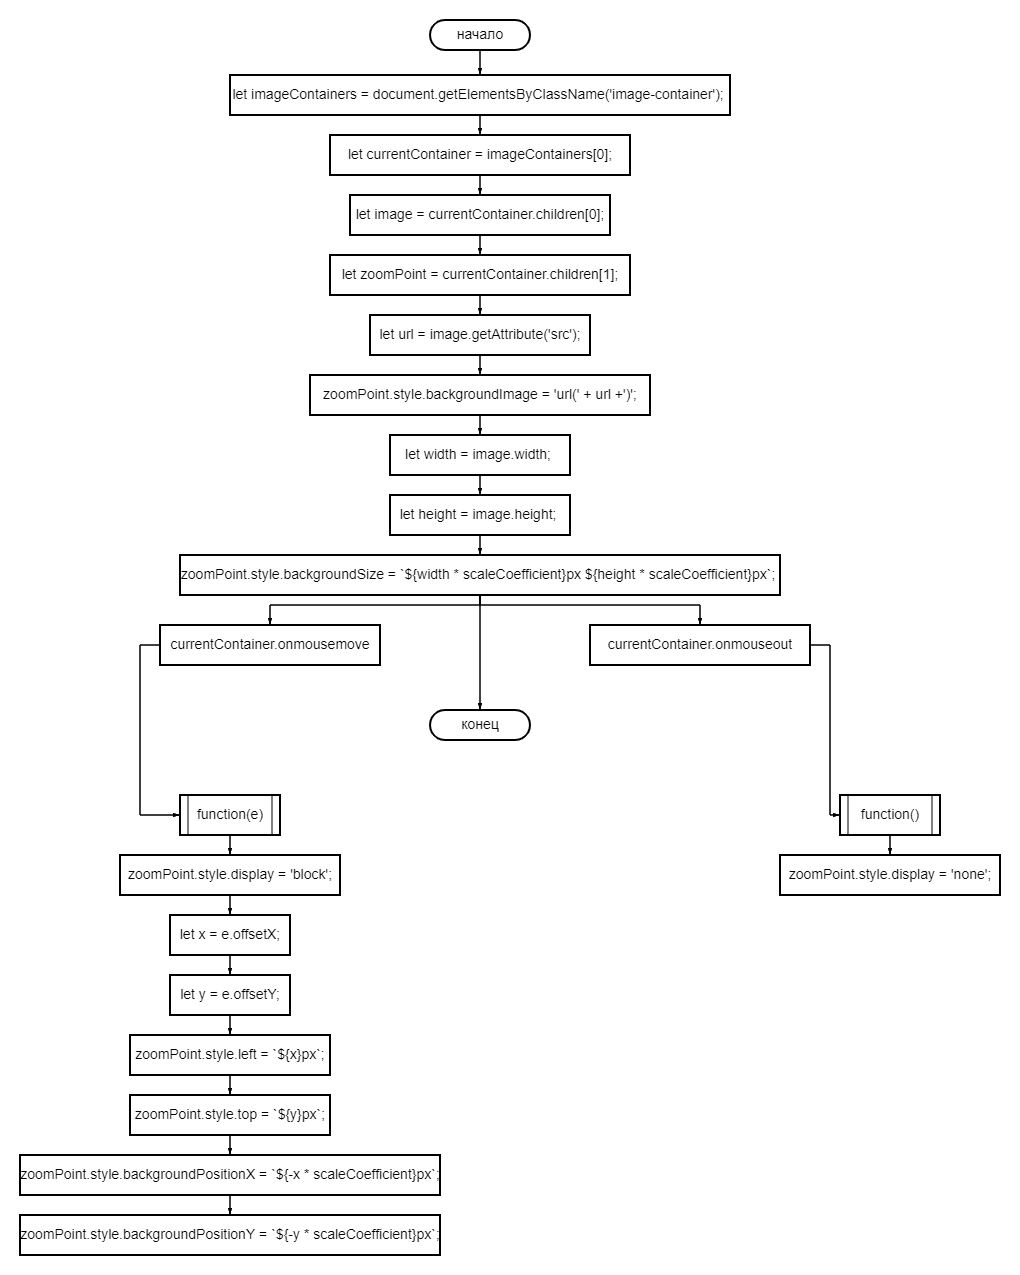 начало
let imageContainers = document.getElementsByClassName('image-container');
let currentContainer = imageContainers[0];
let image = currentContainer.children[0];
let zoomPoint = currentContainer.children[1];
let url = image.getAttribute('src');
zoomPoint.style.backgroundImage = 'url(' + url +')';
let width = image.width;
let height = image.height;
zoomPoint.style.backgroundSize = `${width * scaleCoefficient}px ${height * scaleCoefficient}px`;
currentContainer.onmousemove
currentContainer.onmouseout
конец
function(e)
function()
zoomPoint.style.display = 'block';
zoomPoint.style.display = 'none';
let x = e.offsetX;
let y = e.offsetY;
zoomPoint.style.left = `${x}px`;
zoomPoint.style.top = `${y}px`;
zoomPoint.style.backgroundPositionX = `${-x * scaleCoefficient}px`;
zoomPoint.style.backgroundPositionY = `${-y * scaleCoefficient}px`;